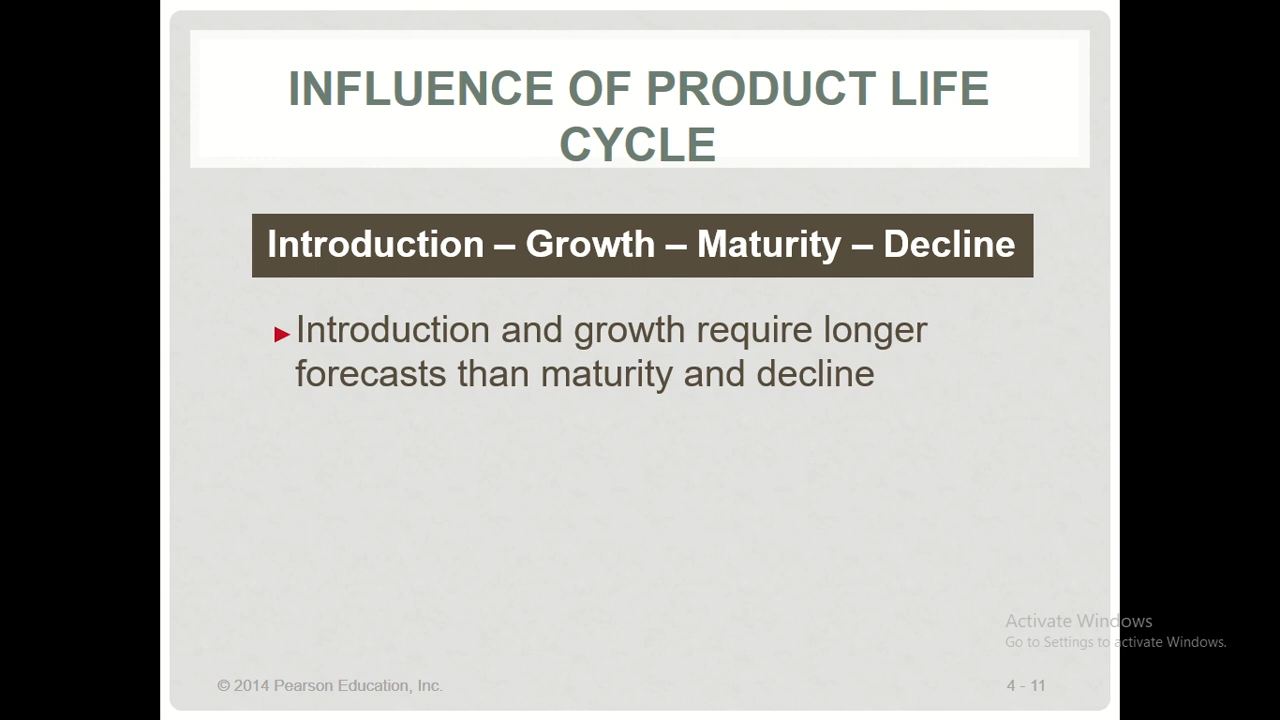 INFLUENCE OF PRODUCT LIFE
CYCLE
Introduction – Growth – Maturity – Decline
►Introduction and growth require longer
forecasts than maturity and decline
Activate Windows
Go to Settings to activate Windows.
© 2014 Pearson Education, Inc.
4 - 11